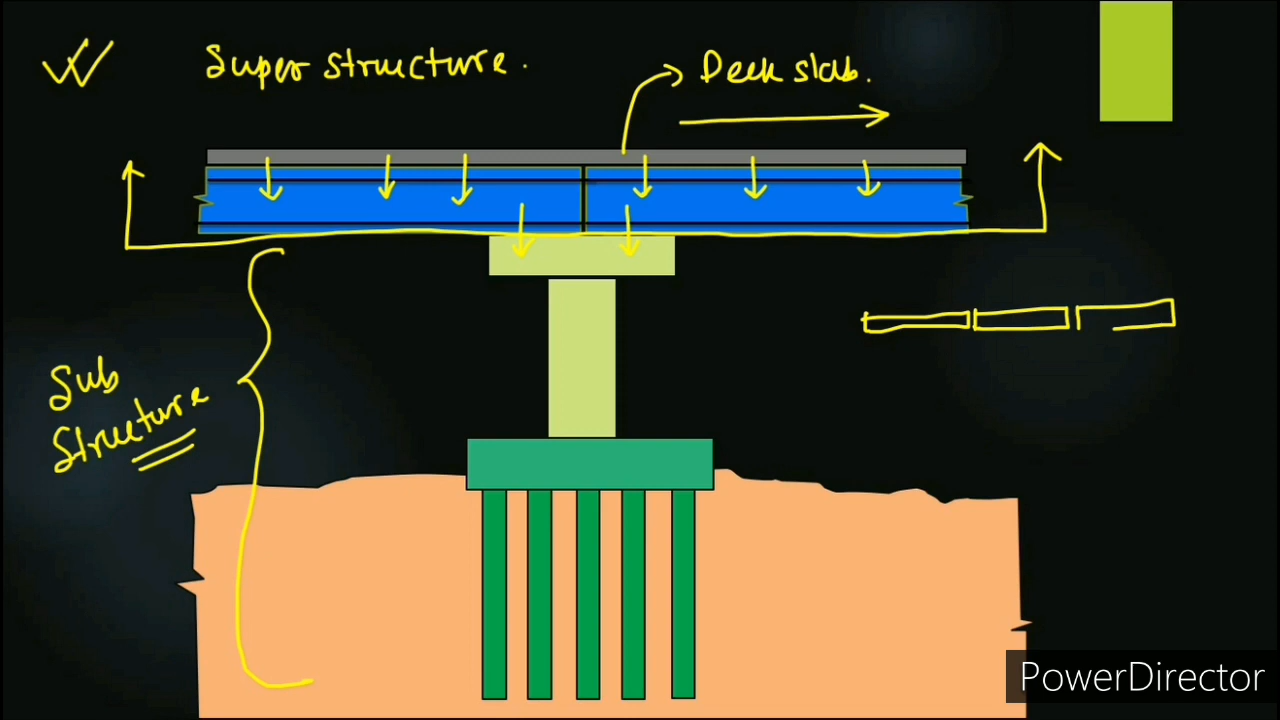 Super structure.
Deck slab.
Sub
Structure
PowerDirector